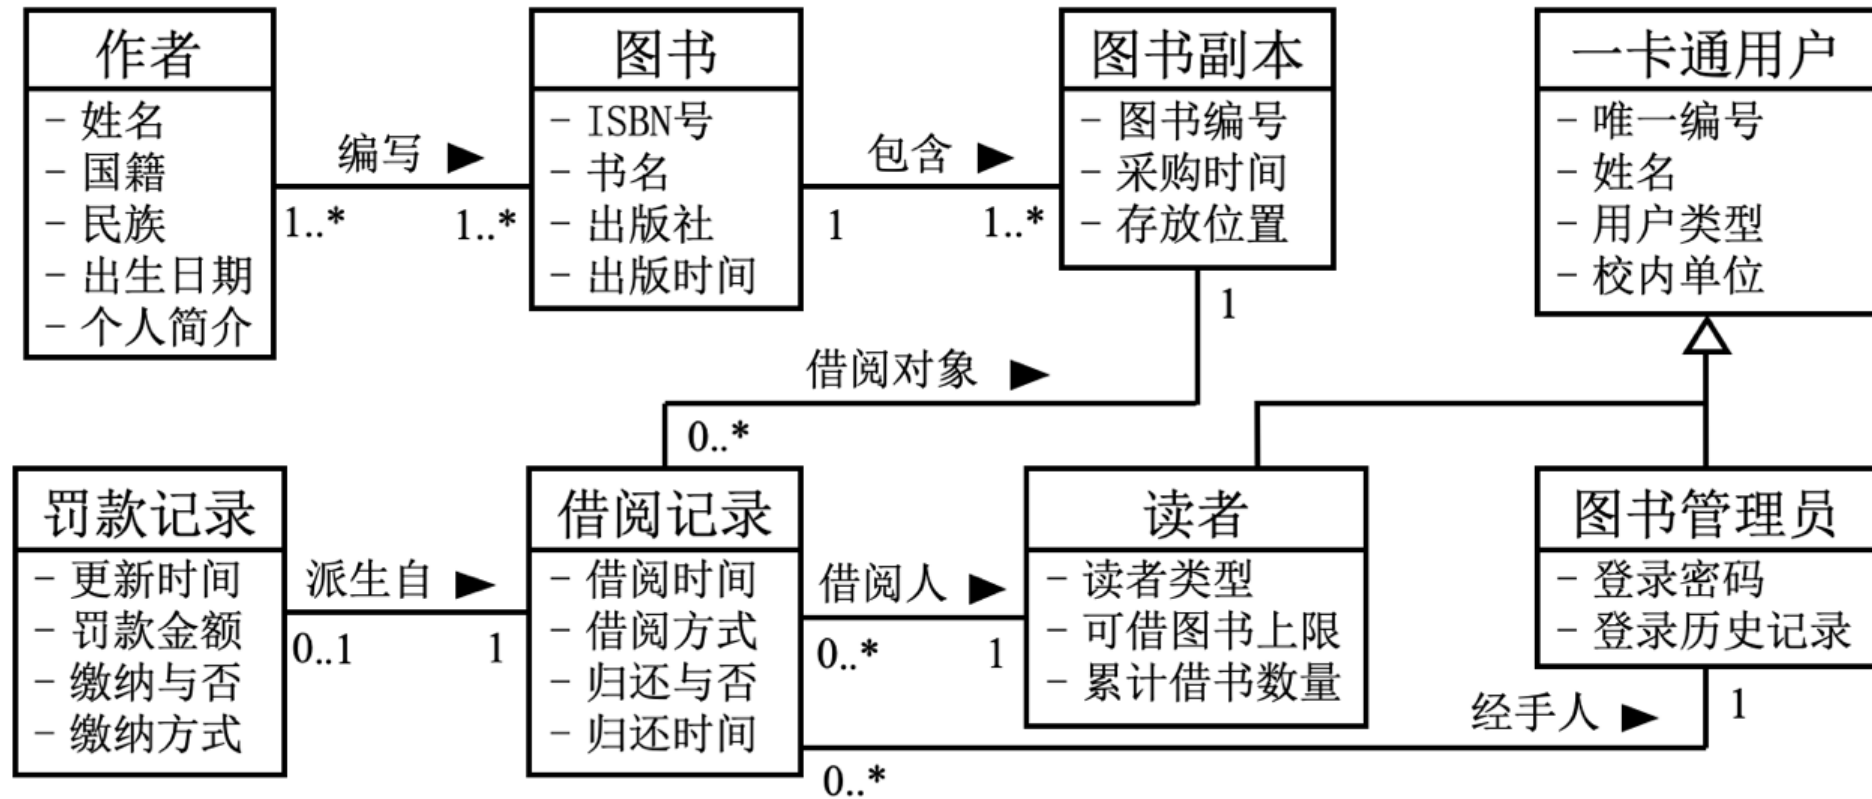 作者
- 姓名
- 国籍
- 民族
- 出生日期
- 个人简介
编写 ▶
1..*
1..*
图书
- ISBN号
- 书名
- 出版社
- 出版时间
包含 ▶
1
1..*
图书副本
- 图书编号
- 采购时间
- 存放位置
一卡通用户
- 唯一编号
- 姓名
- 用户类型
- 校内单位
1
借阅对象 ▶
0..*
罚款记录
- 更新时间
- 罚款金额
- 缴纳与否
- 缴纳方式
派生自 ▶
0..1
1
借阅记录
- 借阅时间
- 借阅方式
- 归还与否
- 归还时间
借阅人 ▶
0..*
1
读者
- 读者类型
- 可借图书上限
- 累计借书数量
图书管理员
- 登录密码
- 登录历史记录
经手人 ▶
1
0..*